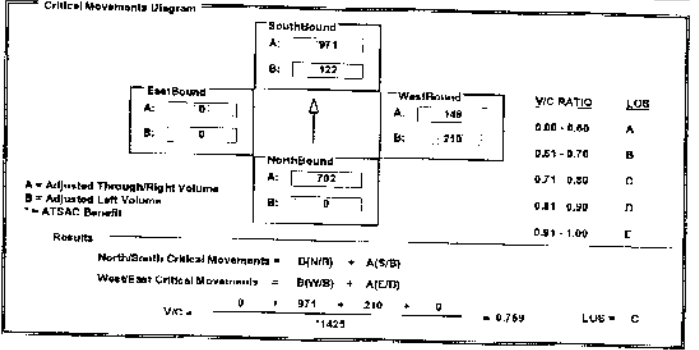 Critical Movements Diagram
SouthBound
A: 971
B: 122
EastBound
A: 0
B: 0
WestBound
A: 149
B: 210
NorthBound
A: 702
B: 0
V/C RATIO LOS
0.00 - 0.60 A
0.61 - 0.70 B
0.71 - 0.80 C
0.81 - 0.90 D
0.91 - 1.00 E
A = Adjusted Through/Right Volume
B = Adjusted Left Volume
* = ATSAC Benefit
Results
North/South Critical Movements = B(N/B) + A(S/B)
West/East Critical Movements = B(W/B) + A(E/B)
V/C = 0 + 971 + 210 + 0 = 0.759 LOS = C
*1425